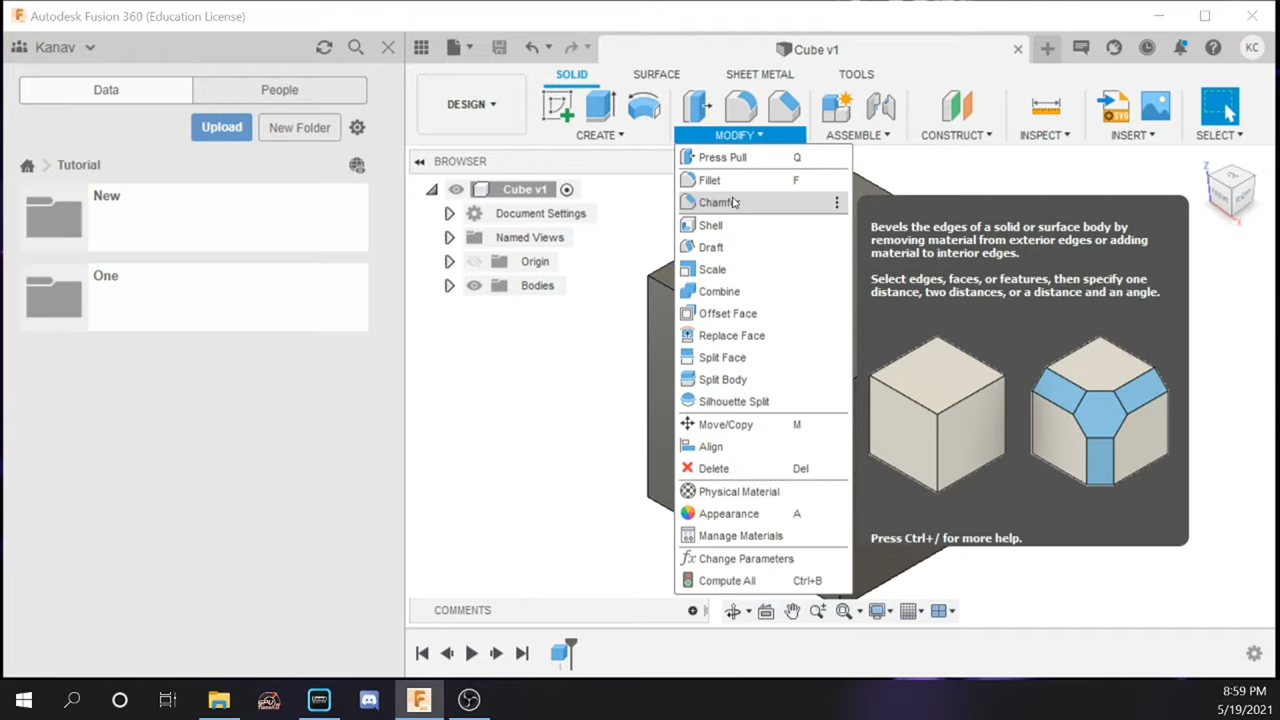 Autodesk Fusion 360 (Education License)
Kanav
Data
People
Upload
New Folder
Tutorial
New
One
Cube v1
KC
SOLID
SURFACE
SHEET METAL
TOOLS
DESIGN
CREATE
MODIFY
ASSEMBLE
CONSTRUCT
INSPECT
INSERT
SELECT
BROWSER
Cube v1
Document Settings
Named Views
Origin
Bodies
Press Pull Q
Fillet F
Shell
Draft
Scale
Combine
Offset Face
Replace Face
Split Face
Split Body
Silhouette Split
Move/Copy M
Align
Delete Del
Physical Material
Appearance A
Manage Materials
fx Change Parameters
Compute All Ctrl+B
Bevels the edges of a solid or surface body by
removing material from exterior edges or adding
material to interior edges.
Select edges, faces, or features, then specify one
distance, two distances, or a distance and an angle.
Press Ctrl+/ for more help.
COMMENTS
8:59 PM
5/19/2021